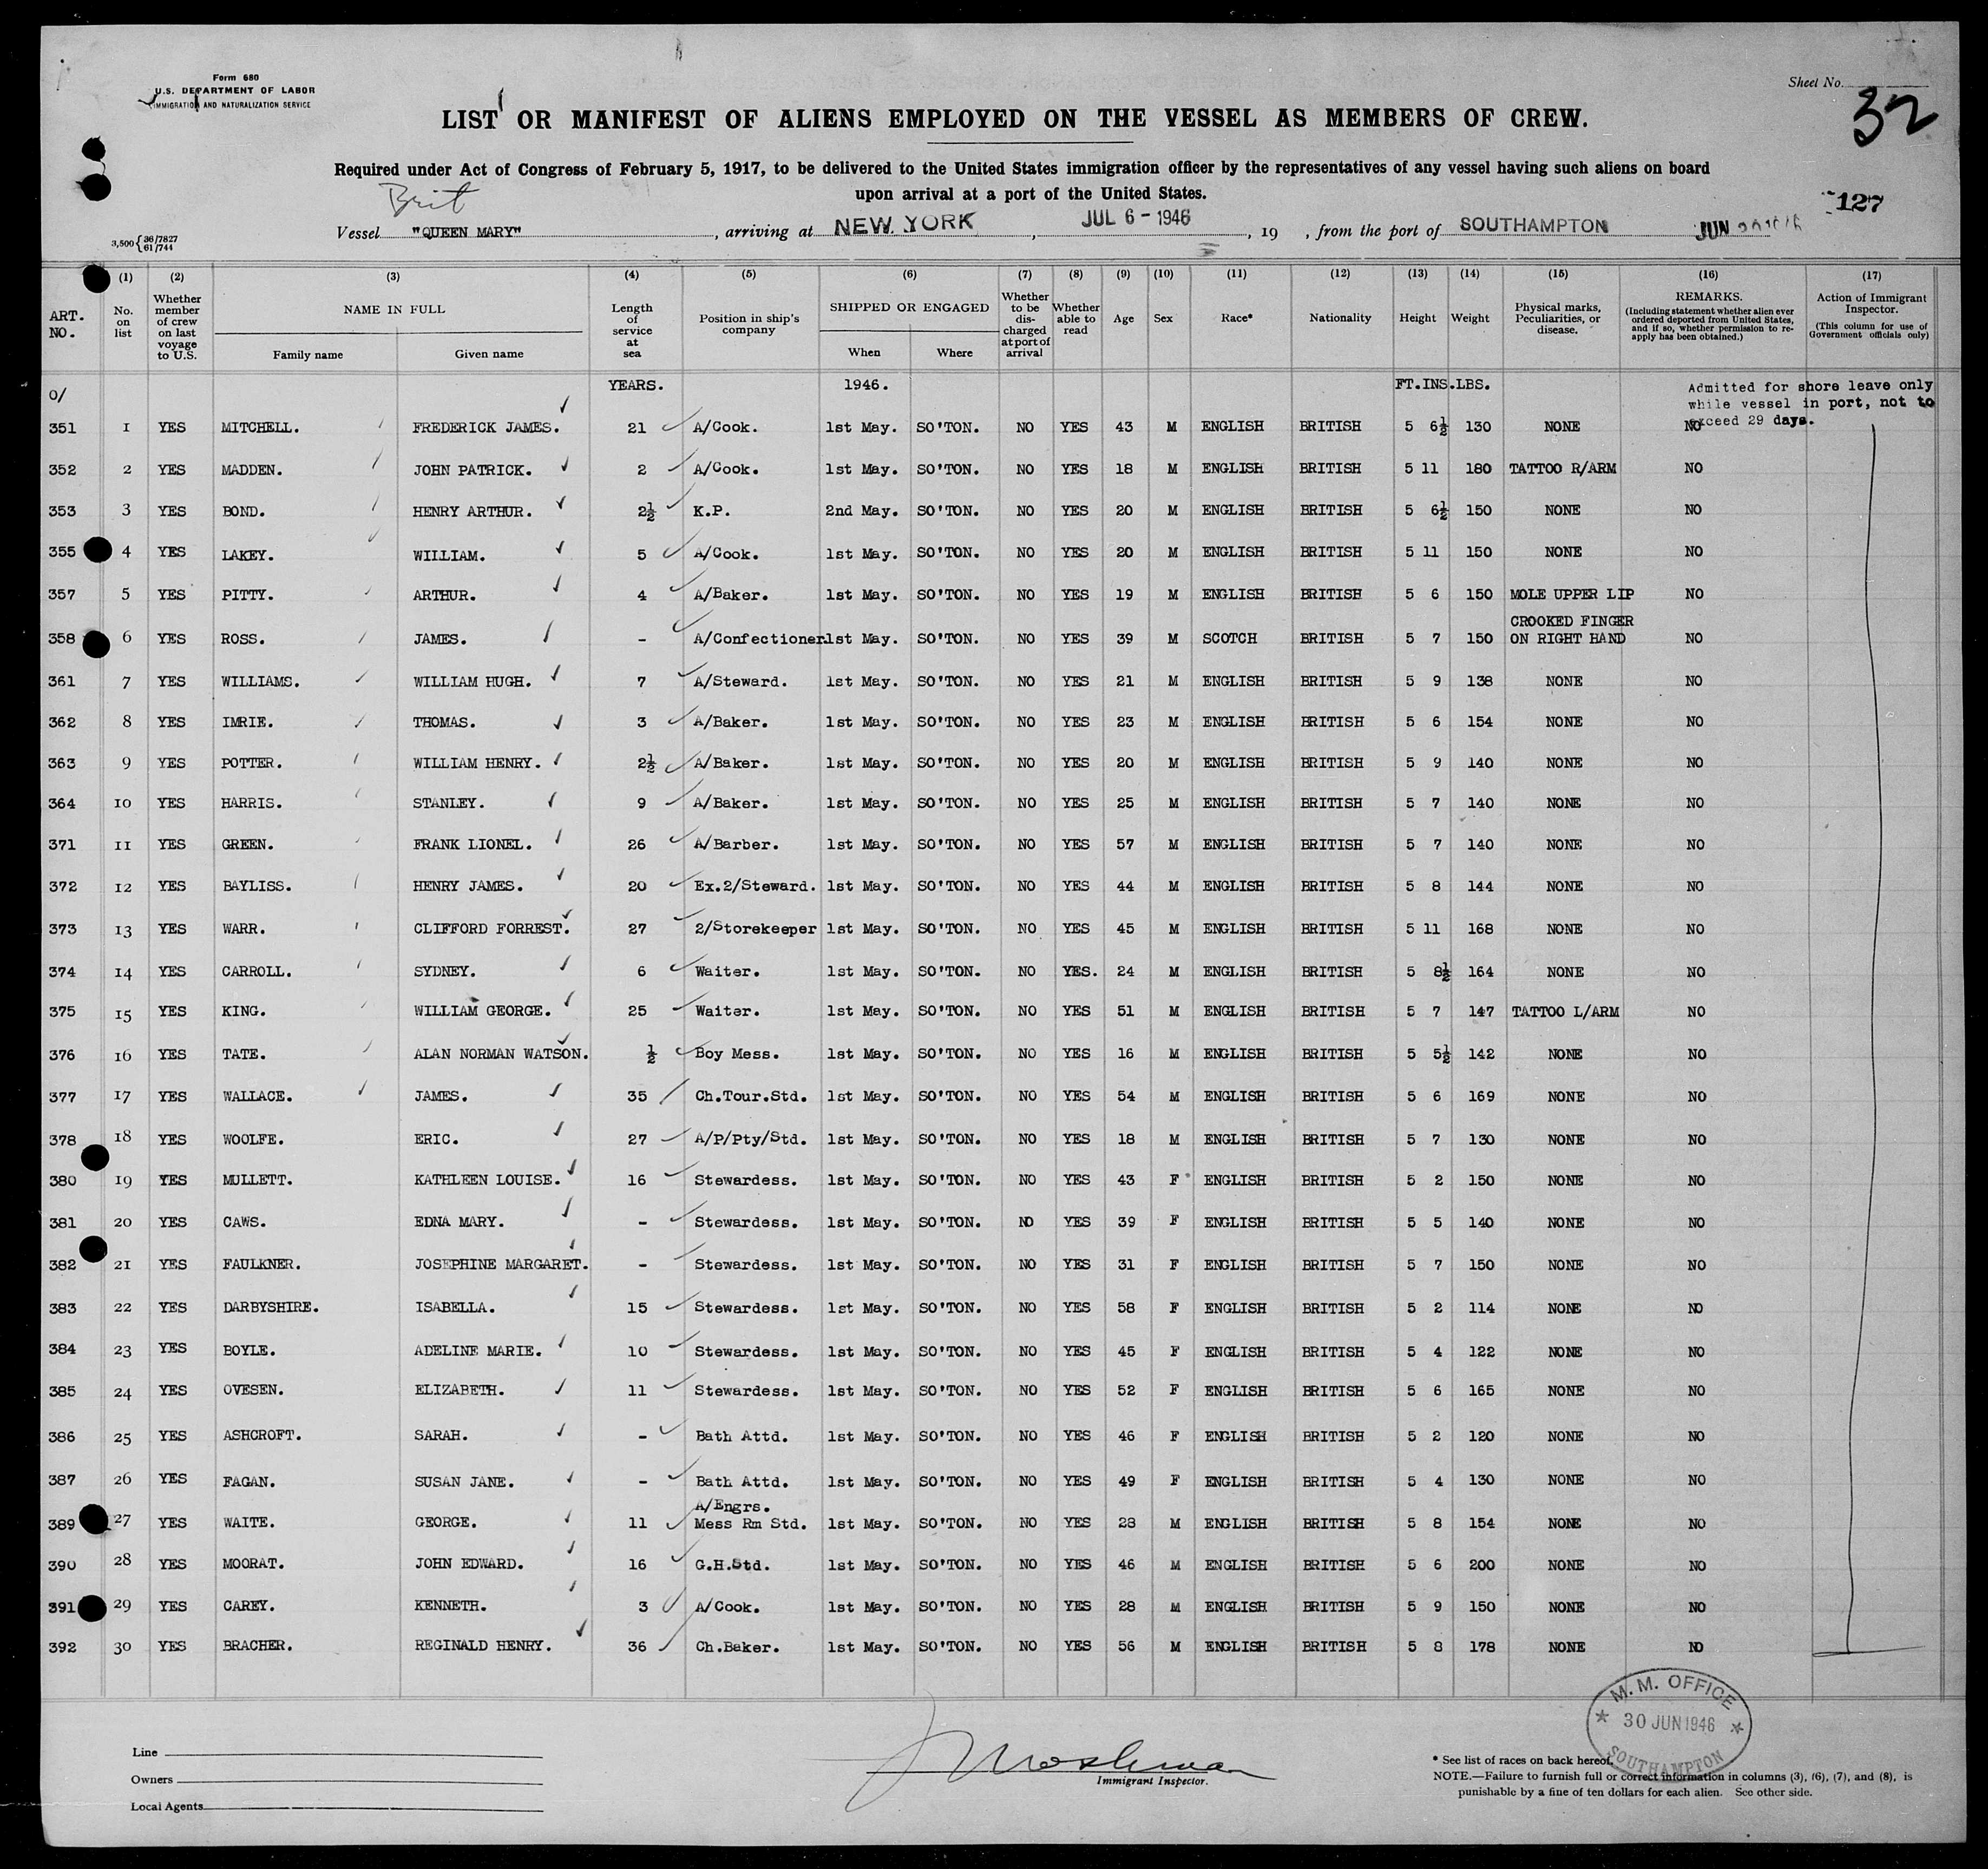 Form 680
U.S. DEPARTMENT OF LABOR
IMMIGRATION AND NATURALIZATION SERVICE
Sheet No.
32
LIST OR MANIFEST OF ALIENS EMPLOYED ON THE VESSEL AS MEMBERS OF CREW.
Required under Act of Congress of February 5, 1917, to be delivered to the United States immigration officer by the representatives of any vessel having such aliens on board
upon arrival at a port of the United States.
Brit
127
3,500 { 36/7827 61/744
Vessel "QUEEN MARY", arriving at NEW YORK, JUL 6 - 1946, 19 , from the port of SOUTHAMPTON JUN
(1) (2) (3) (4) (5) (6) (7) (8) (9) (10) (11) (12) (13) (14) (15) (16) (17)
ART. NO. No. on list Whether member of crew on last voyage to U.S. NAME IN FULL Family name Given name Length of service at sea Position in ship's company SHIPPED OR ENGAGED When Where Whether to be discharged at port of arrival Whether able to read Age Sex Race* Nationality Height Weight Physical marks, Peculiarities, or disease. REMARKS. (Including statement whether alien ever ordered deported from United States, and if so, whether permission to reapply has been obtained.) Action of Immigrant Inspector. (This column for use of Government officials only)
0/ YEARS. 1946. FT.INS.LBS. Admitted for shore leave only
while vessel in port, not to
exceed 29 days.
351 1 YES MITCHELL. FREDERICK JAMES. 21 A/Cook. 1st May. SO'TON. NO YES 43 M ENGLISH BRITISH 5 6½ 130 NONE NO
352 2 YES MADDEN. JOHN PATRICK. 2 A/Cook. 1st May. SO'TON. NO YES 18 M ENGLISH BRITISH 5 11 180 TATTOO R/ARM NO
353 3 YES BOND. HENRY ARTHUR. 2½ K.P. 2nd May. SO'TON. NO YES 20 M ENGLISH BRITISH 5 6½ 150 NONE NO
355 4 YES LAKEY. WILLIAM. 5 A/Cook. 1st May. SO'TON. NO YES 20 M ENGLISH BRITISH 5 11 150 NONE NO
357 5 YES PITTY. ARTHUR. 4 A/Baker. 1st May. SO'TON. NO YES 19 M ENGLISH BRITISH 5 6 150 MOLE UPPER LIP NO
358 6 YES ROSS. JAMES. - A/Confectioner. 1st May. SO'TON. NO YES 39 M SCOTCH BRITISH 5 7 150 CROOKED FINGER ON RIGHT HAND NO
361 7 YES WILLIAMS. WILLIAM HUGH. 7 A/Steward. 1st May. SO'TON. NO YES 21 M ENGLISH BRITISH 5 9 138 NONE NO
362 8 YES IMRIE. THOMAS. 3 A/Baker. 1st May. SO'TON. NO YES 23 M ENGLISH BRITISH 5 6 154 NONE NO
363 9 YES POTTER. WILLIAM HENRY. 2½ A/Baker. 1st May. SO'TON. NO YES 20 M ENGLISH BRITISH 5 9 140 NONE NO
364 10 YES HARRIS. STANLEY. 9 A/Baker. 1st May. SO'TON. NO YES 25 M ENGLISH BRITISH 5 7 140 NONE NO
371 11 YES GREEN. FRANK LIONEL. 26 A/Barber. 1st May. SO'TON. NO YES 57 M ENGLISH BRITISH 5 7 140 NONE NO
372 12 YES BAYLISS. HENRY JAMES. 20 Ex.2/Steward. 1st May. SO'TON. NO YES 44 M ENGLISH BRITISH 5 8 144 NONE NO
373 13 YES WARR. CLIFFORD FORREST. 27 2/Storekeeper 1st May. SO'TON. NO YES 45 M ENGLISH BRITISH 5 11 168 NONE NO
374 14 YES CARROLL. SYDNEY. 6 Waiter. 1st May. SO'TON. NO YES. 24 M ENGLISH BRITISH 5 8½ 164 NONE NO
375 15 YES KING. WILLIAM GEORGE. 25 Waiter. 1st May. SO'TON. NO YES 51 M ENGLISH BRITISH 5 7 147 TATTOO L/ARM NO
376 16 YES TATE. ALAN NORMAN WATSON. ½ Boy Mess. 1st May. SO'TON. NO YES 16 M ENGLISH BRITISH 5 5½ 142 NONE NO
377 17 YES WALLACE. JAMES. 35 Ch.Tour.Std. 1st May. SO'TON. NO YES 54 M ENGLISH BRITISH 5 6 169 NONE NO
378 18 YES WOOLFE. ERIC. 27 A/P/Pty/Std. 1st May. SO'TON. NO YES 18 M ENGLISH BRITISH 5 7 130 NONE NO
380 19 YES MULLETT. KATHLEEN LOUISE. 16 Stewardess. 1st May. SO'TON. NO YES 43 F ENGLISH BRITISH 5 2 150 NONE NO
381 20 YES CAWS. EDNA MARY. - Stewardess. 1st May. SO'TON. NO YES 39 F ENGLISH BRITISH 5 5 140 NONE NO
382 21 YES FAULKNER. JOSEPHINE MARGARET. - Stewardess. 1st May. SO'TON. NO YES 31 F ENGLISH BRITISH 5 7 150 NONE NO
383 22 YES DARBYSHIRE. ISABELLA. 15 Stewardess. 1st May. SO'TON. NO YES 58 F ENGLISH BRITISH 5 2 114 NONE NO
384 23 YES BOYLE. ADELINE MARIE. 10 Stewardess. 1st May. SO'TON. NO YES 45 F ENGLISH BRITISH 5 4 122 NONE NO
385 24 YES OVESEN. ELIZABETH. 11 Stewardess. 1st May. SO'TON. NO YES 52 F ENGLISH BRITISH 5 6 165 NONE NO
386 25 YES ASHCROFT. SARAH. - Bath Attd. 1st May. SO'TON. NO YES 46 F ENGLISH BRITISH 5 2 120 NONE NO
387 26 YES FAGAN. SUSAN JANE. - Bath Attd. 1st May. SO'TON. NO YES 49 F ENGLISH BRITISH 5 4 130 NONE NO
389 27 YES WAITE. GEORGE. 11 A/Engrs. Mess Rm Std. 1st May. SO'TON. NO YES 28 M ENGLISH BRITISH 5 8 154 NONE NO
390 28 YES MOORAT. JOHN EDWARD. 16 G.H.Std. 1st May. SO'TON. NO YES 46 M ENGLISH BRITISH 5 6 200 NONE NO
391 29 YES CAREY. KENNETH. 3 A/Cook. 1st May. SO'TON. NO YES 28 M ENGLISH BRITISH 5 9 150 NONE NO
392 30 YES BRACHER. REGINALD HENRY. 36 Ch.Baker. 1st May. SO'TON. NO YES 56 M ENGLISH BRITISH 5 8 178 NONE NO
M. M. OFFICE
30 JUN 1946
SOUTHAMPTON
Line
Owners
Local Agents
Immigrant Inspector.
* See list of races on back hereof.
NOTE.—Failure to furnish full or correct information in columns (3), (6), (7), and (8), is
punishable by a fine of ten dollars for each alien. See other side.